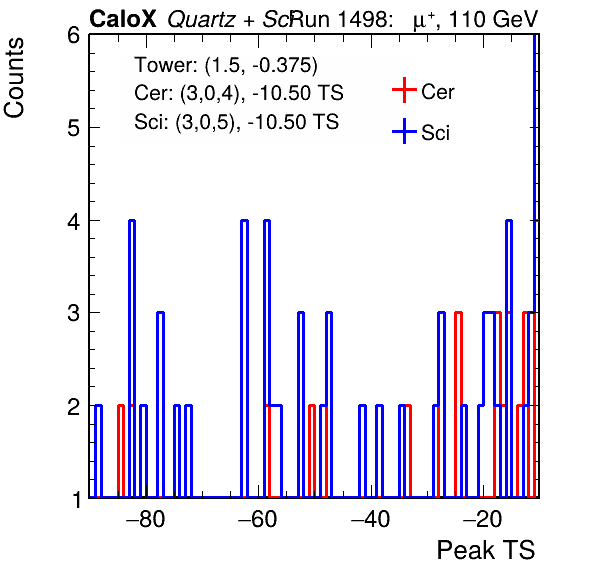 CaloX Quartz + Sci Run 1498: μ⁺, 110 GeV
Counts
Tower: (1.5, -0.375)
Cer: (3,0,4), -10.50 TS
Sci: (3,0,5), -10.50 TS
Cer
Sci
6
5
4
3
2
1
−80 −60 −40 −20
Peak TS